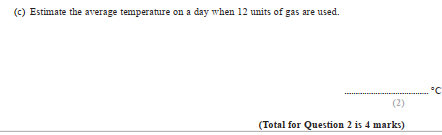 (c) Estimate the average temperature on a day when 12 units of gas are used.
.............................. °C
(2)
(Total for Question 2 is 4 marks)